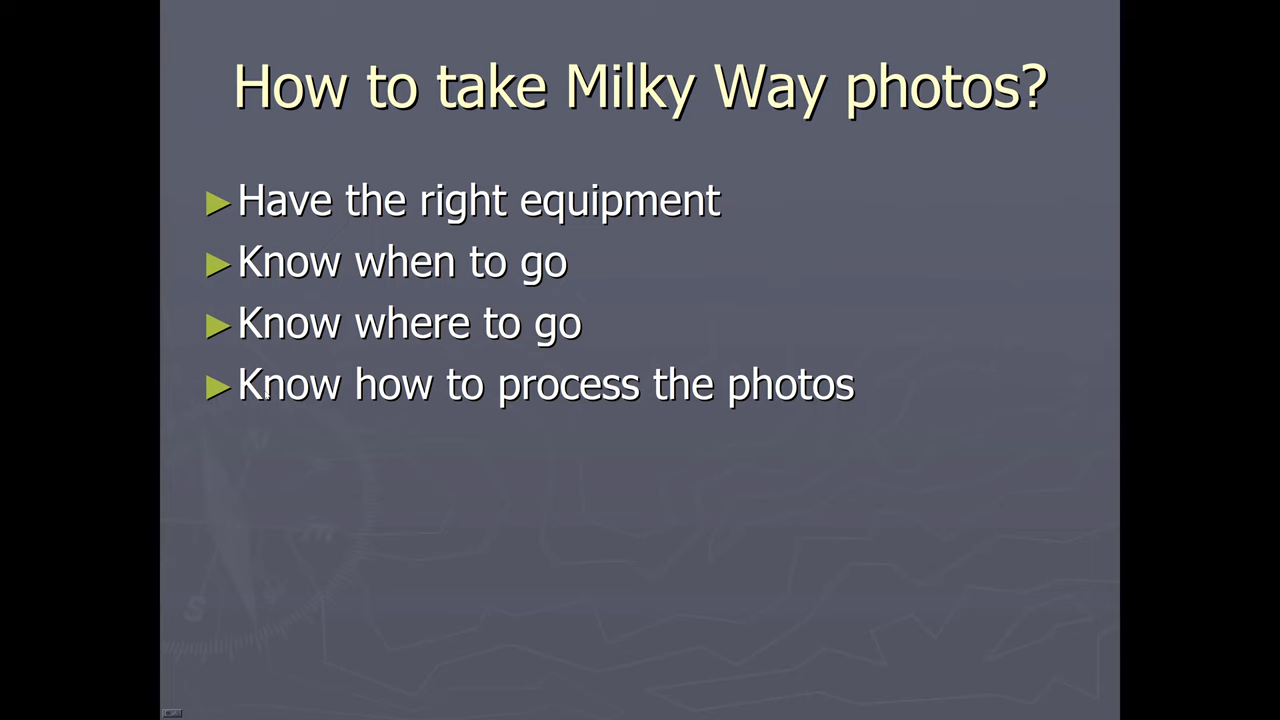 How to take Milky Way photos?
►Have the right equipment
►Know when to go
►Know where to go
►Know how to process the photos